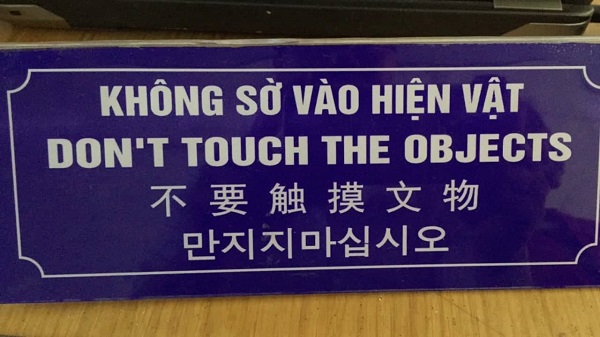 KHÔNG SỜ VÀO HIỆN VẬT
DON'T TOUCH THE OBJECTS
不要触摸文物
만지지마십시오